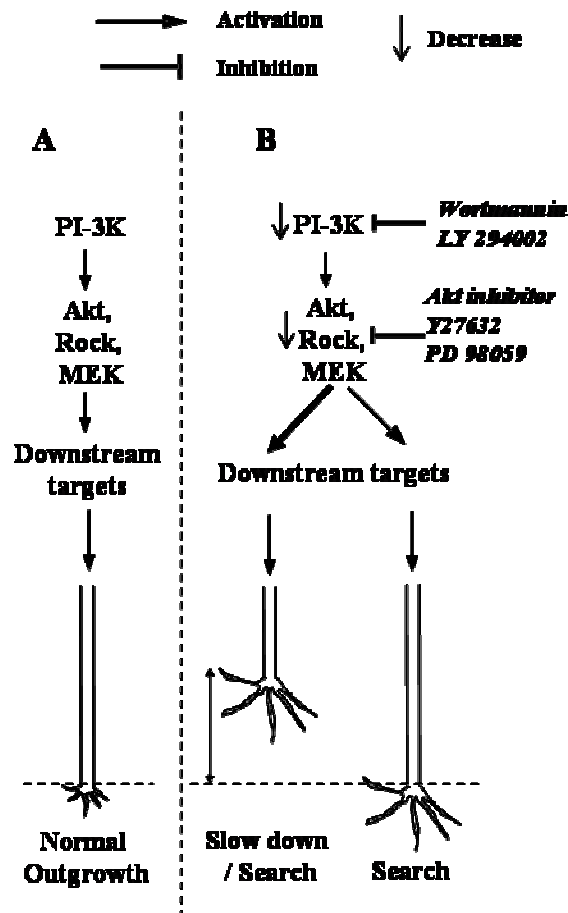 Activation
Inhibition
Decrease
A
PI-3K
Akt,
Rock,
MEK
Downstream
targets
Normal
Outgrowth
B
PI-3K
Wortmannin
LY 294002
Akt,
Rock,
MEK
Akt inhibitor
Y27632
PD 98059
Downstream targets
Slow down
/ Search
Search